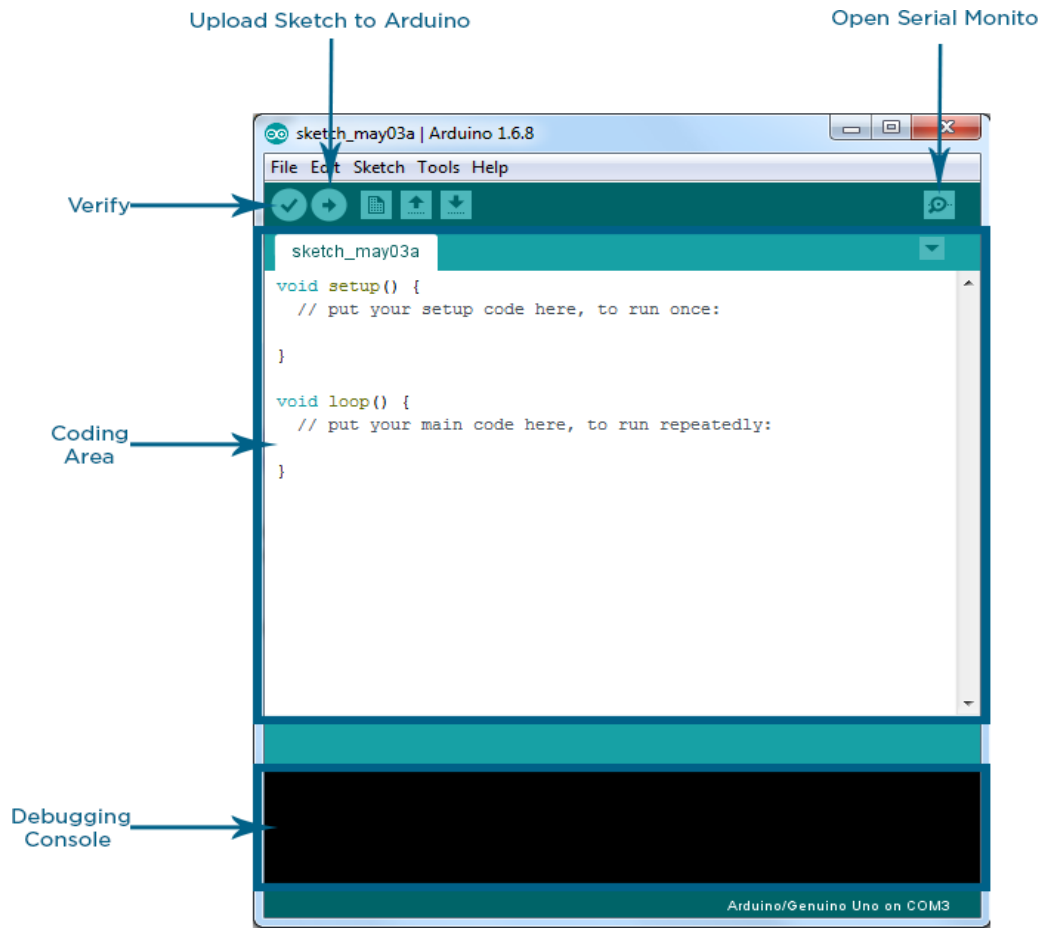 Upload Sketch to Arduino
Open Serial Monito
sketch_may03a | Arduino 1.6.8
File Edit Sketch Tools Help
Verify
sketch_may03a
void setup() {
// put your setup code here, to run once:
}
void loop() {
// put your main code here, to run repeatedly:
}
Coding
Area
Debugging
Console
Arduino/Genuino Uno on COM3